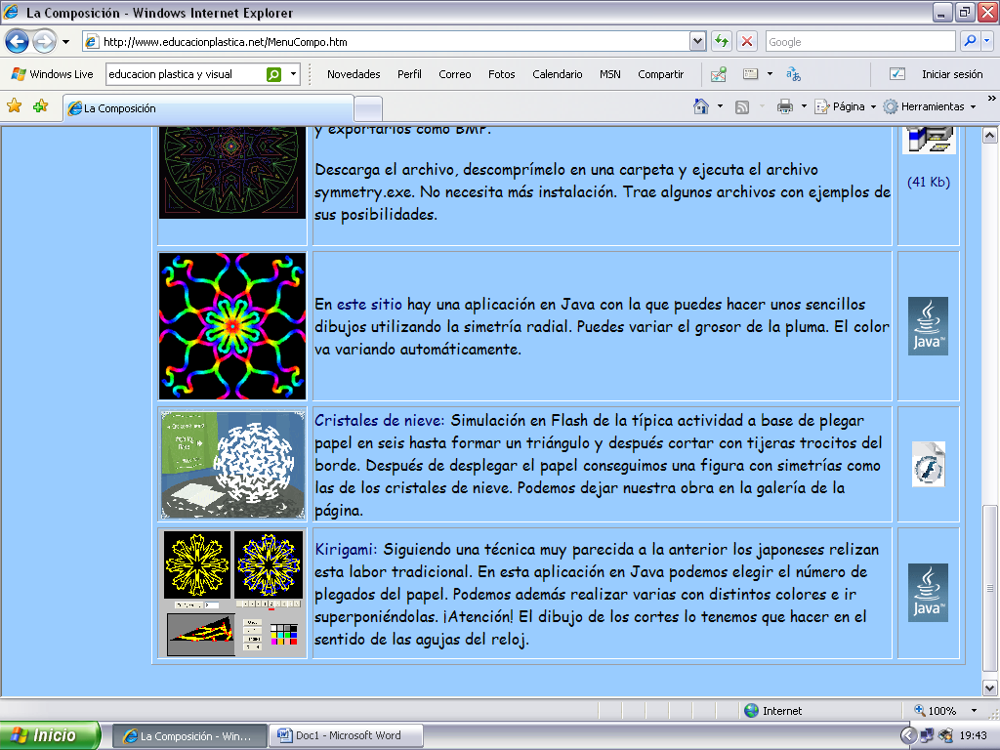 La Composición - Windows Internet Explorer
http://www.educacionplastica.net/MenuCompo.htm
Google
Windows Live
educacion plastica y visual
Novedades
Perfil
Correo
Fotos
Calendario
MSN
Compartir
Iniciar sesión
La Composición
Página
Herramientas
y exportarlos como BMP.
Descarga el archivo, descomprímelo en una carpeta y ejecuta el archivo
symmetry.exe. No necesita más instalación. Trae algunos archivos con ejemplos de
sus posibilidades.
(41 Kb)
En este sitio hay una aplicación en Java con la que puedes hacer unos sencillos
dibujos utilizando la simetría radial. Puedes variar el grosor de la pluma. El color
va variando automáticamente.
Java™
Cristales de nieve: Simulación en Flash de la típica actividad a base de plegar
papel en seis hasta formar un triángulo y después cortar con tijeras trocitos del
borde. Después de desplegar el papel conseguimos una figura con simetrías como
las de los cristales de nieve. Podemos dejar nuestra obra en la galería de la
página.
Kirigami: Siguiendo una técnica muy parecida a la anterior los japoneses relizan
esta labor tradicional. En esta aplicación en Java podemos elegir el número de
plegados del papel. Podemos además realizar varias con distintos colores e ir
superponiéndolas. ¡Atención! El dibujo de los cortes lo tenemos que hacer en el
sentido de las agujas del reloj.
Java™
Internet
100%
Inicio
La Composición - Win...
Doc1 - Microsoft Word
19:43